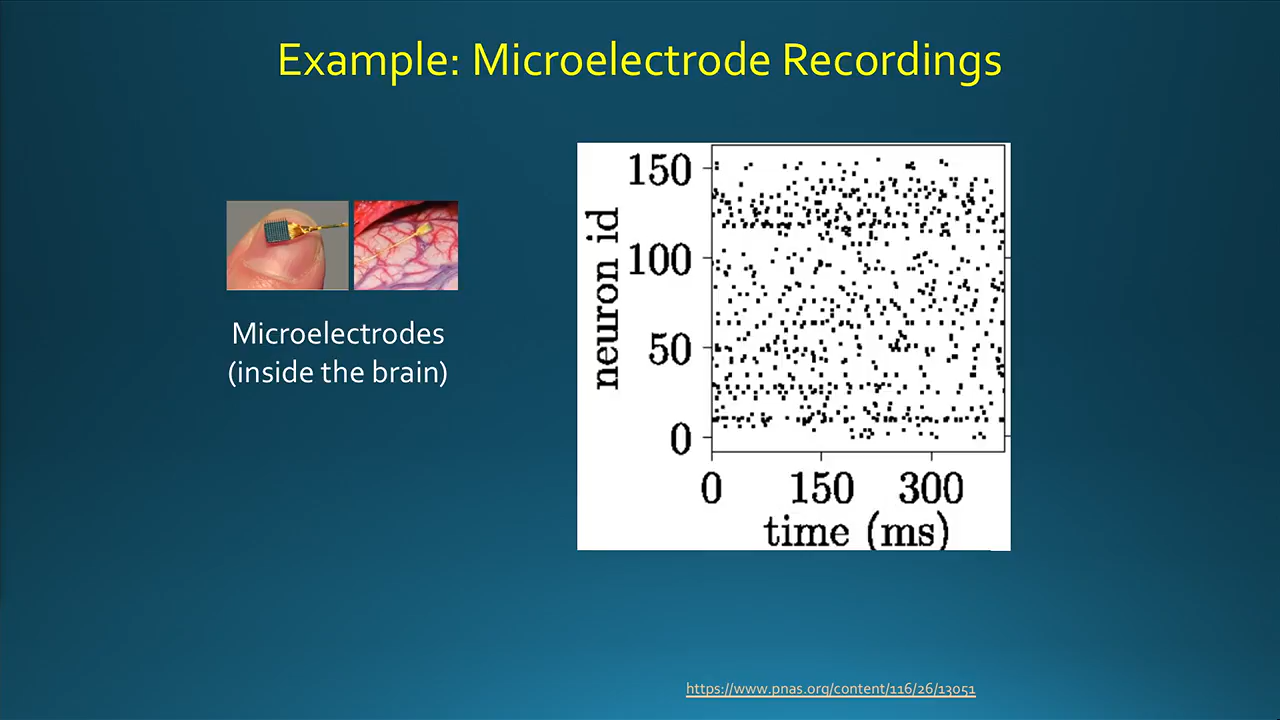 Example: Microelectrode Recordings
Microelectrodes
(inside the brain)
neuron id
150
100
50
0
0 150 300
time (ms)
https://www.pnas.org/content/116/26/13051